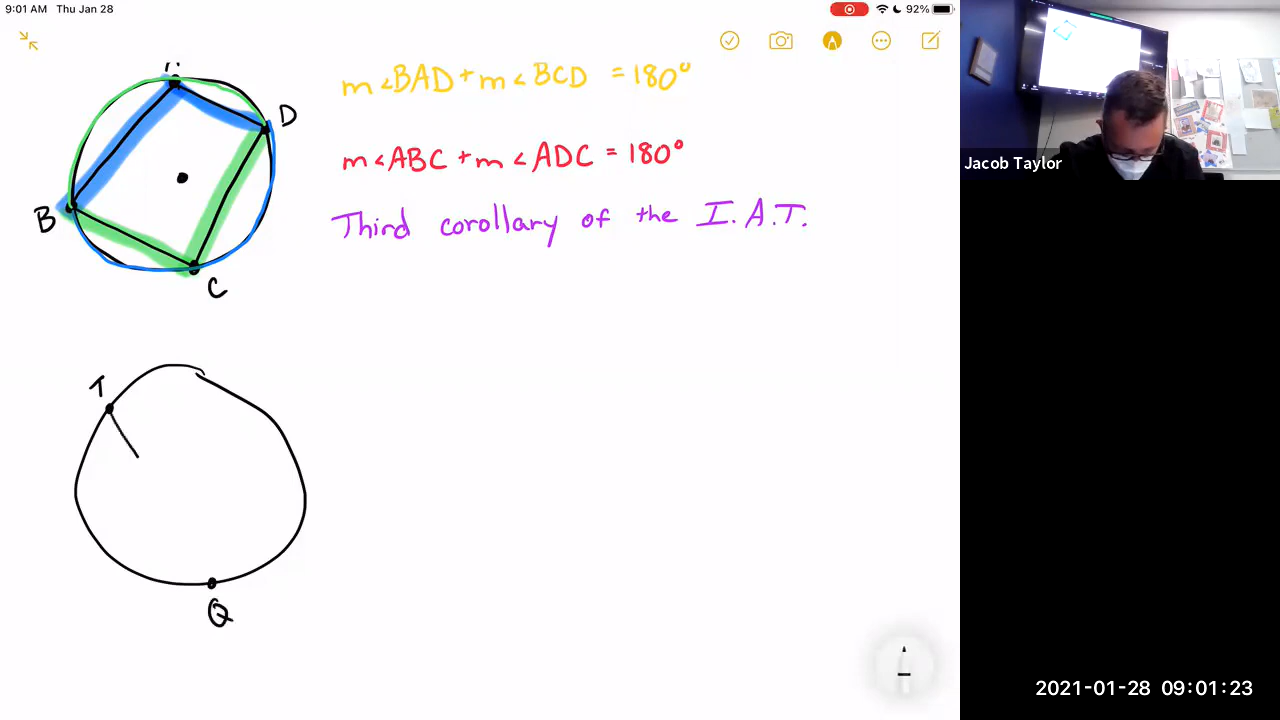 9:01 AM Thu Jan 28
92%
D
m∠BAD + m∠BCD = 180°
m∠ABC + m∠ADC = 180°
Jacob Taylor
B
Third corollary of the I.A.T.
C
T
Q
2021-01-28 09:01:23